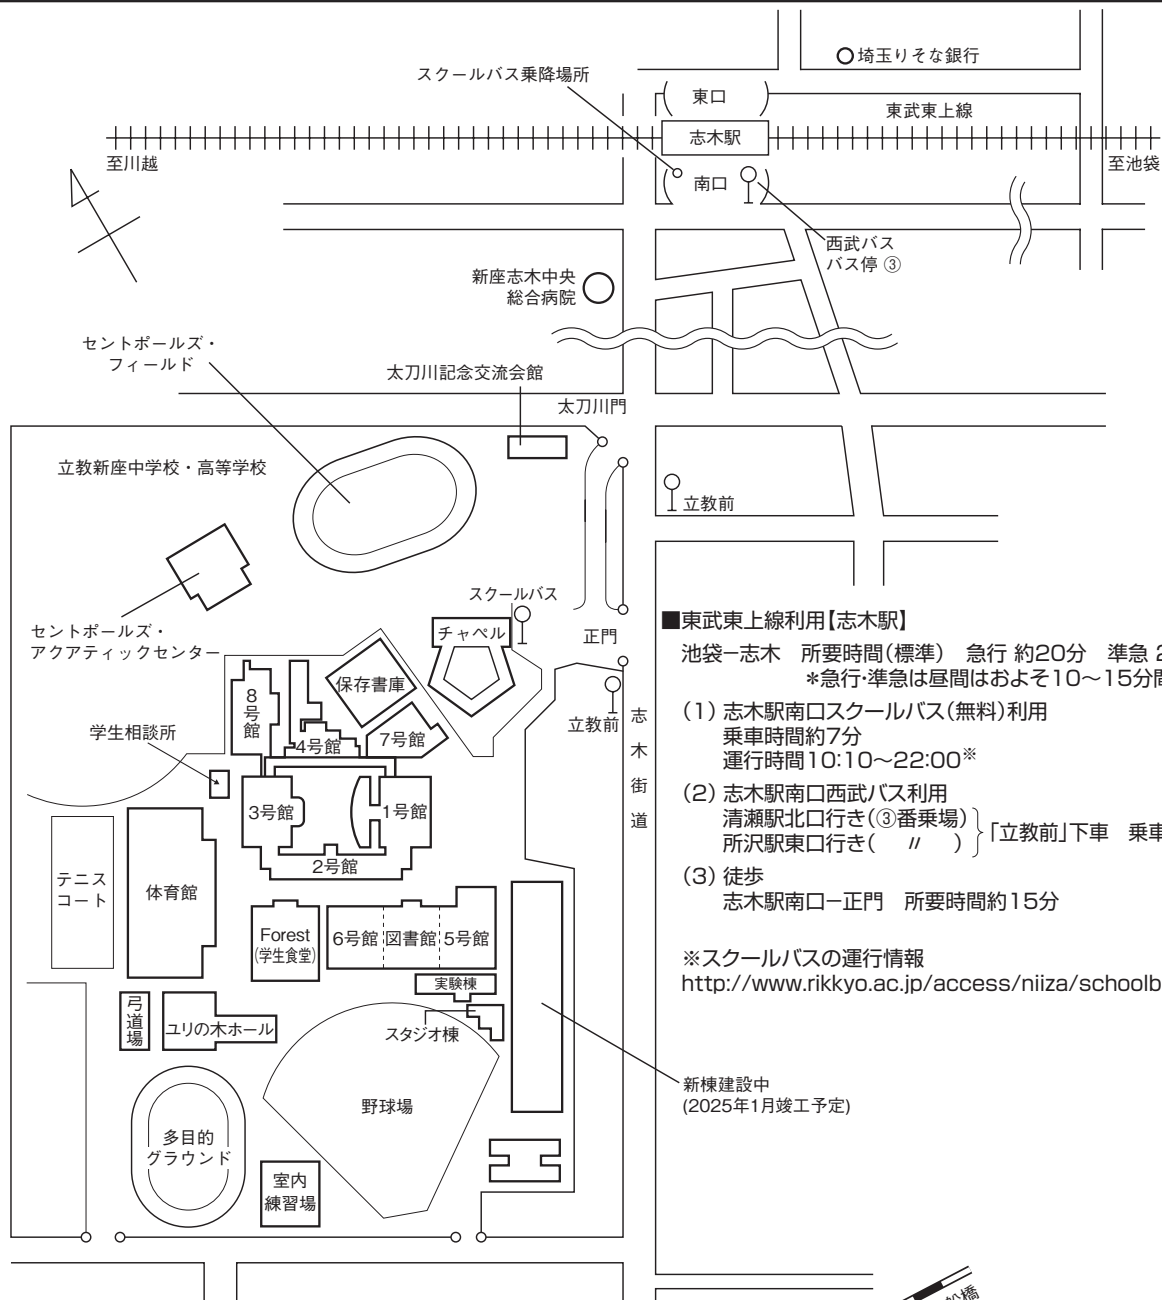 埼玉りそな銀行
スクールバス乗降場所
東口
東武東上線
志木駅
至川越
至池袋
南口
西武バス
バス停 ③
新座志木中央
総合病院
セントポールズ・
フィールド
太刀川記念交流会館
太刀川門
立教新座中学校・高等学校
立教前
スクールバス
セントポールズ・
アクアティックセンター
チャペル
正門
保存書庫
8号館
立教前
志木街道
学生相談所
4号館
7号館
3号館
1号館
2号館
テニス
コート
体育館
Forest
(学生食堂)
6号館
図書館
5号館
実験棟
弓道場
ユリの木ホール
スタジオ棟
新棟建設中
(2025年1月竣工予定)
野球場
多目的
グラウンド
室内
練習場
■東武東上線利用【志木駅】
池袋−志木 所要時間(標準) 急行 約20分 準急
*急行・準急は昼間はおよそ10〜15分間
(1) 志木駅南口スクールバス(無料)利用
乗車時間約7分
運行時間10:10〜22:00※
(2) 志木駅南口西武バス利用
清瀬駅北口行き(③番乗場)
所沢駅東口行き( 〃 )
「立教前」下車 乗車
(3) 徒歩
志木駅南口−正門 所要時間約15分
※スクールバスの運行情報
http://www.rikkyo.ac.jp/access/niiza/schoolb